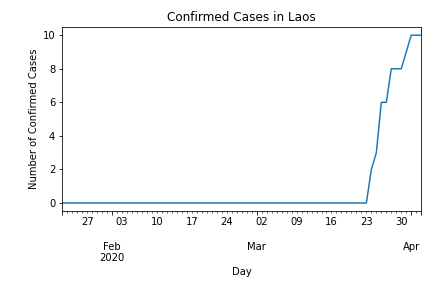 Confirmed Cases in Laos
10
8
6
4
2
0
Number of Confirmed Cases
27 03 10 17 24 02 09 16 23 30
Feb Mar Apr
2020
Day